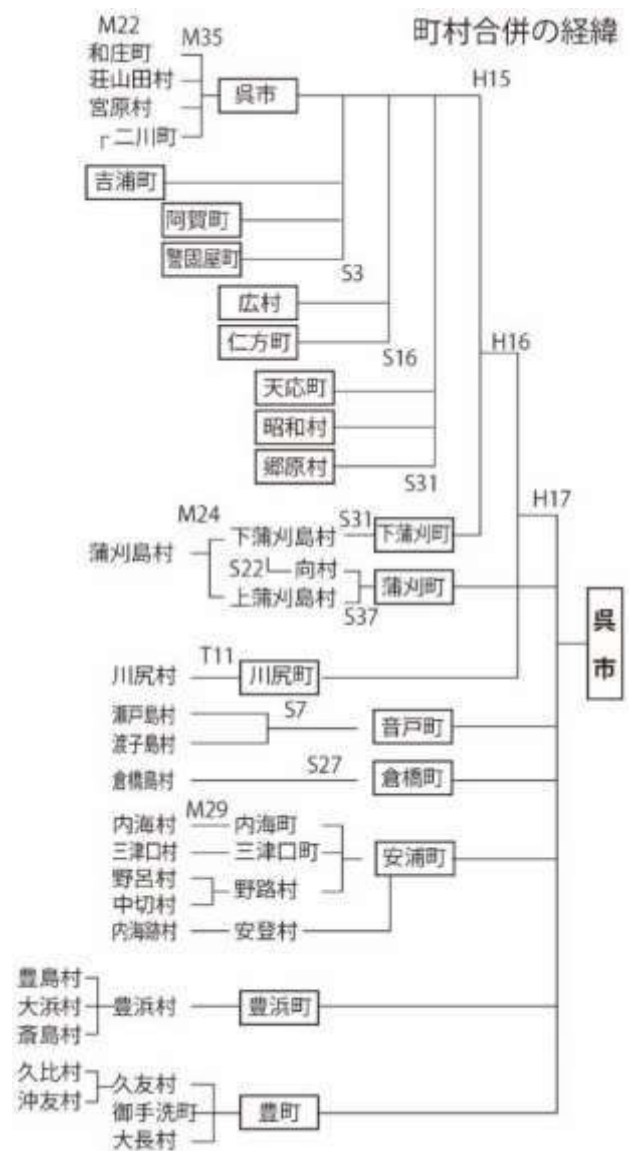 町村合併の経緯
M22
M35
H15
和庄町
荘山田村
宮原村
┌ 二川町
呉市
吉浦町
阿賀町
警固屋町
S3
広村
仁方町
S16
H16
天応町
昭和村
郷原村
S31
H17
M24
蒲刈島村
下蒲刈島村
S31
下蒲刈町
S22
向村
上蒲刈島村
S37
蒲刈町
呉市
T11
川尻村
川尻町
瀬戸島村
渡子島村
S7
音戸町
倉橋島村
S27
倉橋町
M29
内海村
内海町
三津口村
三津口町
野呂村
中切村
野路村
安浦町
内海跡村
安登村
豊島村
大浜村
斎島村
豊浜村
豊浜町
久比村
沖友村
久友村
御手洗町
大長村
豊町